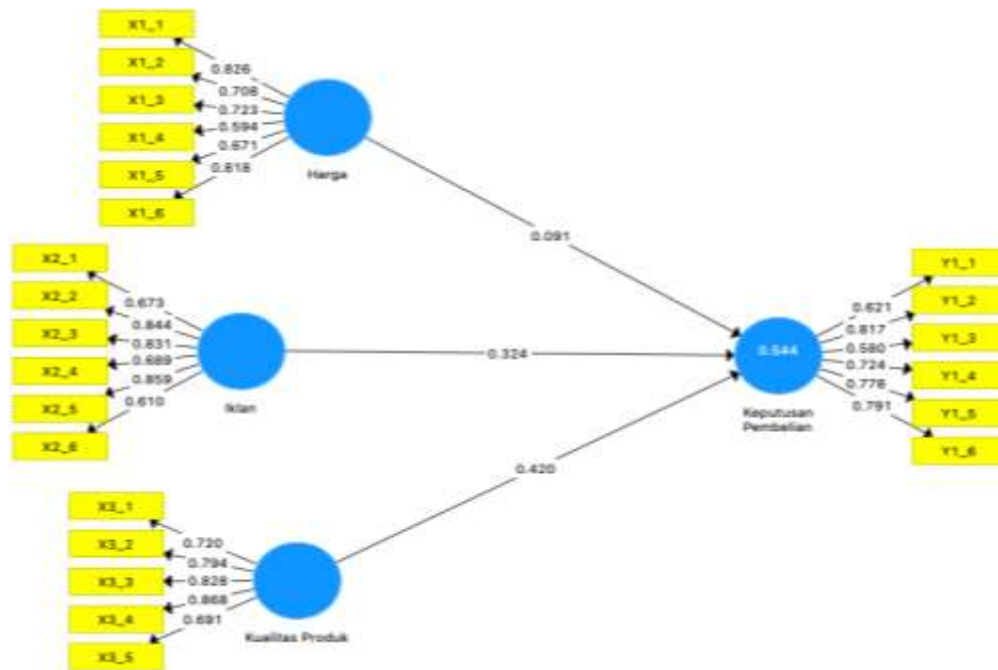 X1_1
X1_2
X1_3
X1_4
X1_5
X1_6
0.826
0.708
0.723
0.594
0.671
0.818
Harga
0.091
X2_1
X2_2
X2_3
X2_4
X2_5
X2_6
0.673
0.844
0.831
0.689
0.859
0.610
Iklan
0.324
X3_1
X3_2
X3_3
X3_4
X3_5
0.720
0.794
0.828
0.868
0.691
Kualitas Produk
0.420
0.544
Keputusan
Pembelian
0.621
0.817
0.580
0.724
0.778
0.791
Y1_1
Y1_2
Y1_3
Y1_4
Y1_5
Y1_6